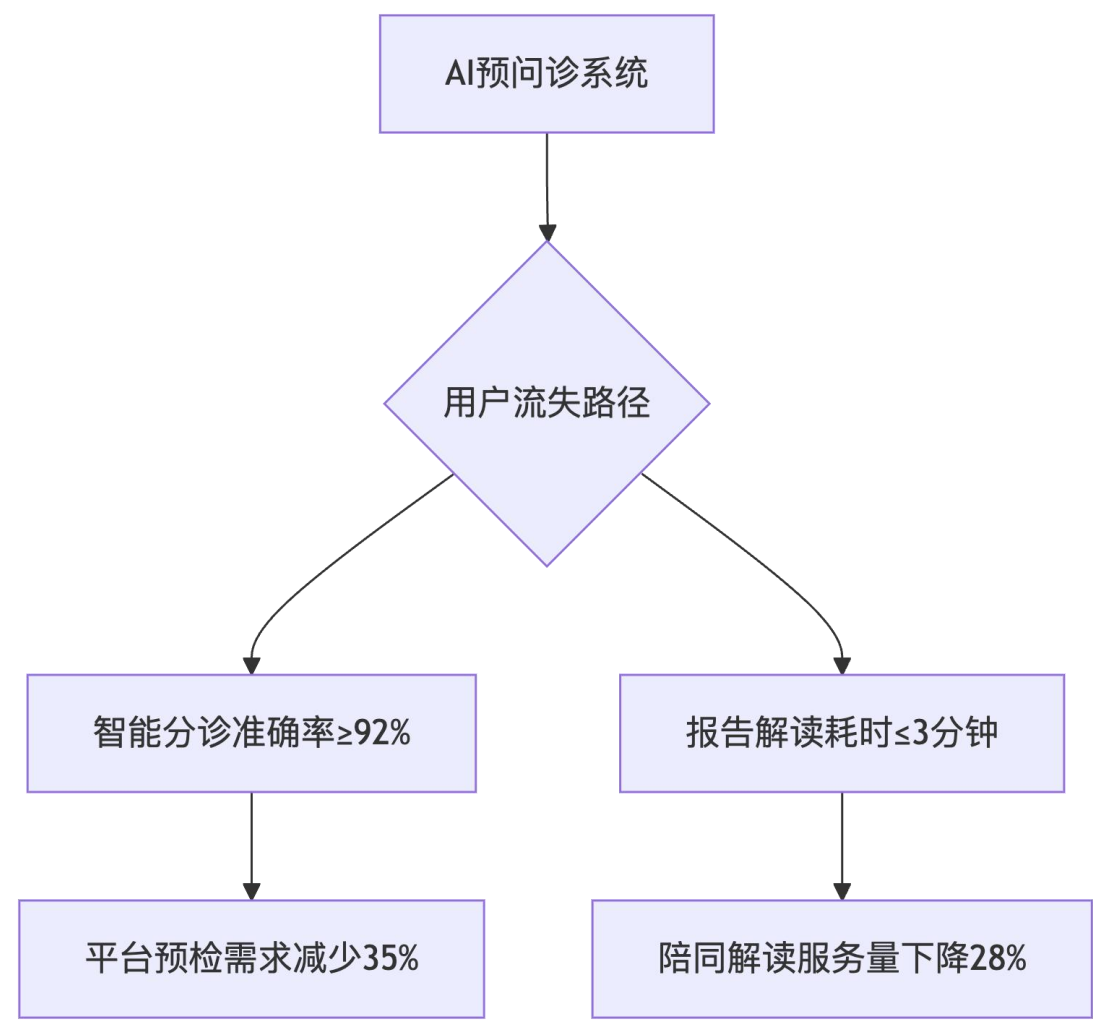 AI预问诊系统
用户流失路径
智能分诊准确率≥92%
报告解读耗时≤3分钟
平台预检需求减少35%
陪同解读服务量下降28%